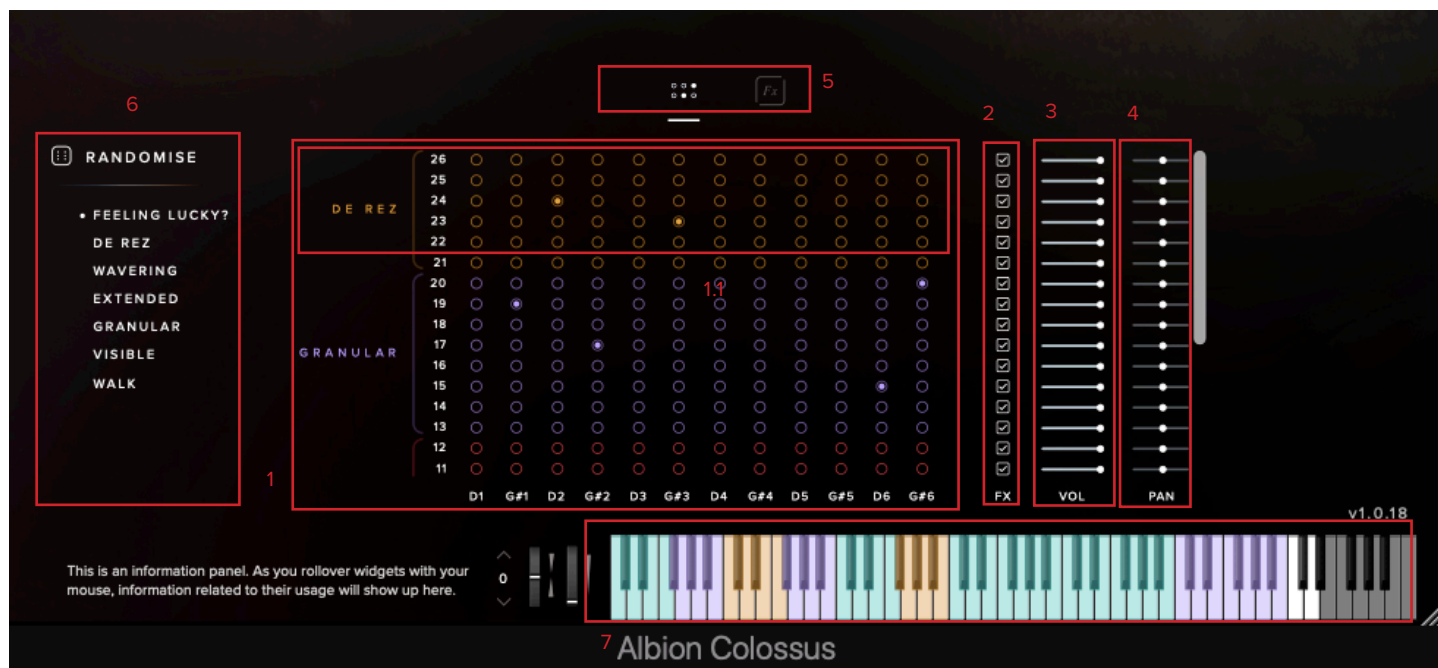 5
Fx
6
2
3
4
RANDOMISE
FEELING LUCKY?
DE REZ
WAVERING
EXTENDED
GRANULAR
VISIBLE
WALK
DE REZ
GRANULAR
26
25
24
23
22
21
20
19
18
17
16
15
14
13
12
11
1.1
1
D1 G#1 D2 G#2 D3 G#3 D4 G#4 D5 G#5 D6 G#6 FX VOL PAN
v1.0.18
This is an information panel. As you rollover widgets with your
mouse, information related to their usage will show up here.
0
7
Albion Colossus